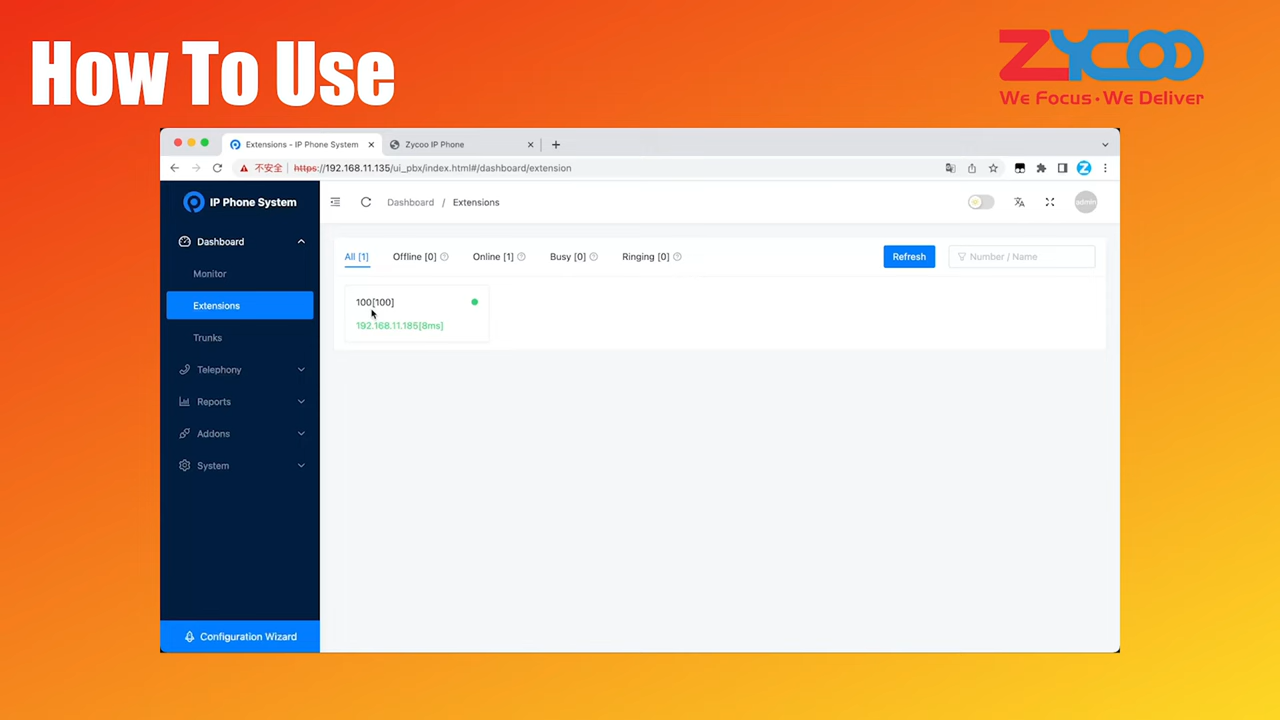 How To Use
ZYCOO
We Focus·We Deliver
Extensions - IP Phone System
Zycoo IP Phone
不安全 https://192.168.11.135/ui_pbx/index.html#/dashboard/extension
IP Phone System
Dashboard / Extensions
admin
Dashboard
Monitor
Extensions
Trunks
Telephony
Reports
Addons
System
Configuration Wizard
All [1] Offline [0] Online [1] Busy [0] Ringing [0] Refresh Number / Name
100[100]
192.168.11.185[8ms]